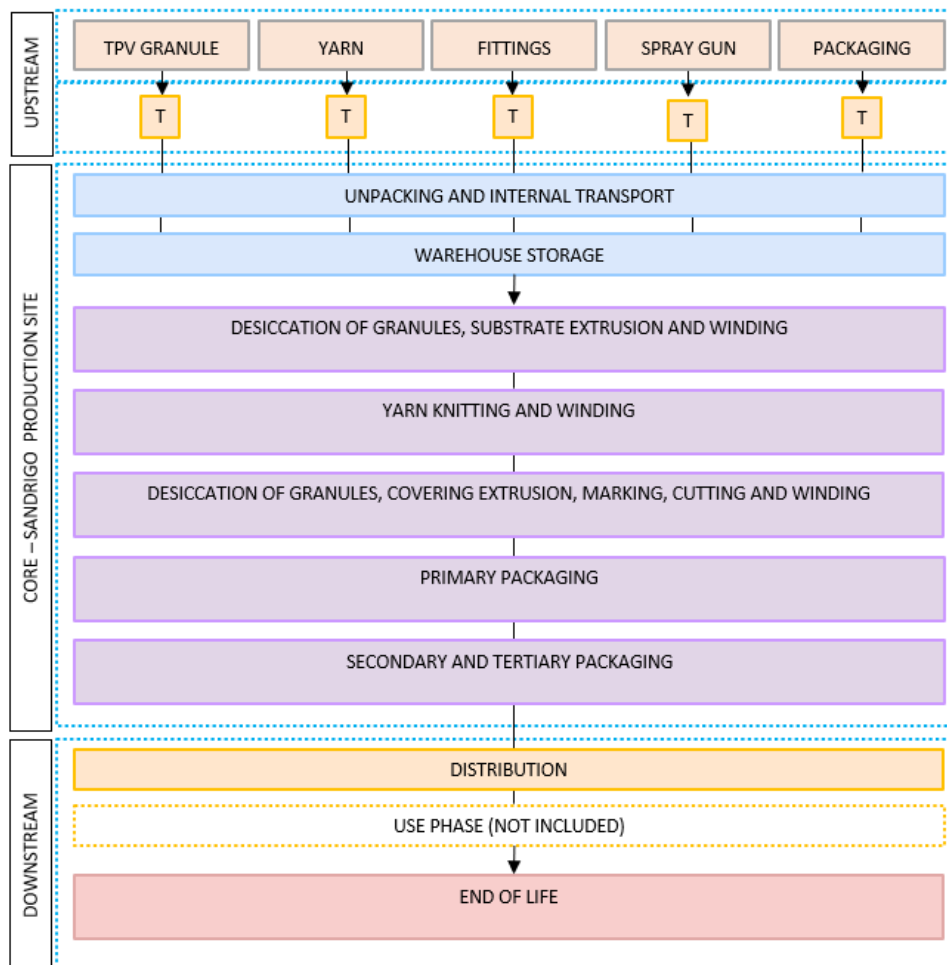 UPSTREAM
TPV GRANULE
YARN
FITTINGS
SPRAY GUN
PACKAGING
T
T
T
T
T
CORE – SANDRIGO PRODUCTION SITE
UNPACKING AND INTERNAL TRANSPORT
WAREHOUSE STORAGE
DESICCATION OF GRANULES, SUBSTRATE EXTRUSION AND WINDING
YARN KNITTING AND WINDING
DESICCATION OF GRANULES, COVERING EXTRUSION, MARKING, CUTTING AND WINDING
PRIMARY PACKAGING
SECONDARY AND TERTIARY PACKAGING
DOWNSTREAM
DISTRIBUTION
USE PHASE (NOT INCLUDED)
END OF LIFE